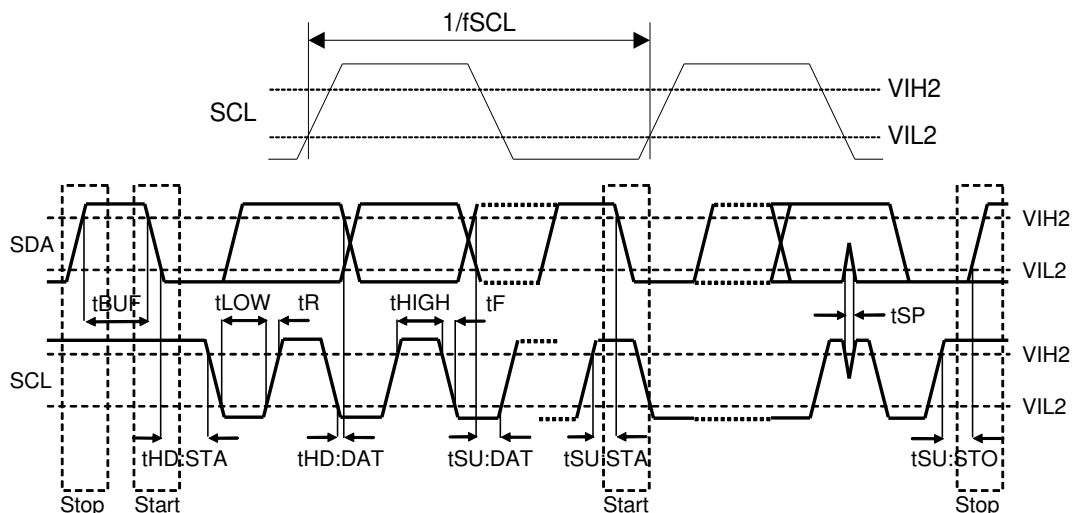 1/fSCL
SCL
VIH2
VIL2
SDA
VIH2
VIL2
tBUF
tLOW
tR
tHIGH
tF
tSP
SCL
VIH2
VIL2
tHD:STA
tHD:DAT
tSU:DAT
tSU:STA
tSU:STO
Stop
Start
Start
Stop